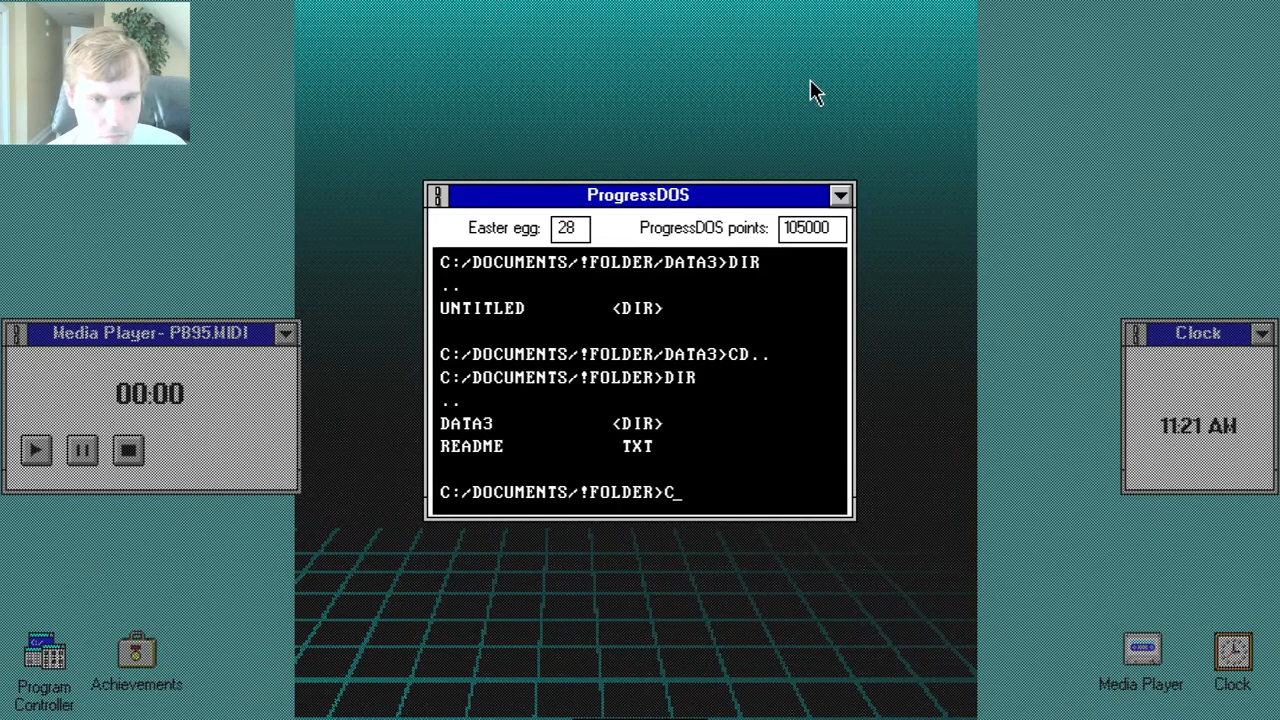 ProgressDOS
Easter egg: 28 ProgressDOS points: 105000
C:/DOCUMENTS/!FOLDER/DATA3>DIR
..
UNTITLED <DIR>
C:/DOCUMENTS/!FOLDER/DATA3>CD..
C:/DOCUMENTS/!FOLDER>DIR
..
DATA3 <DIR>
README TXT
C:/DOCUMENTS/!FOLDER>C_
Media Player- PB95.MIDI
00:00
Clock
11:21 AM
Program
Controller
Achievements
Media Player
Clock